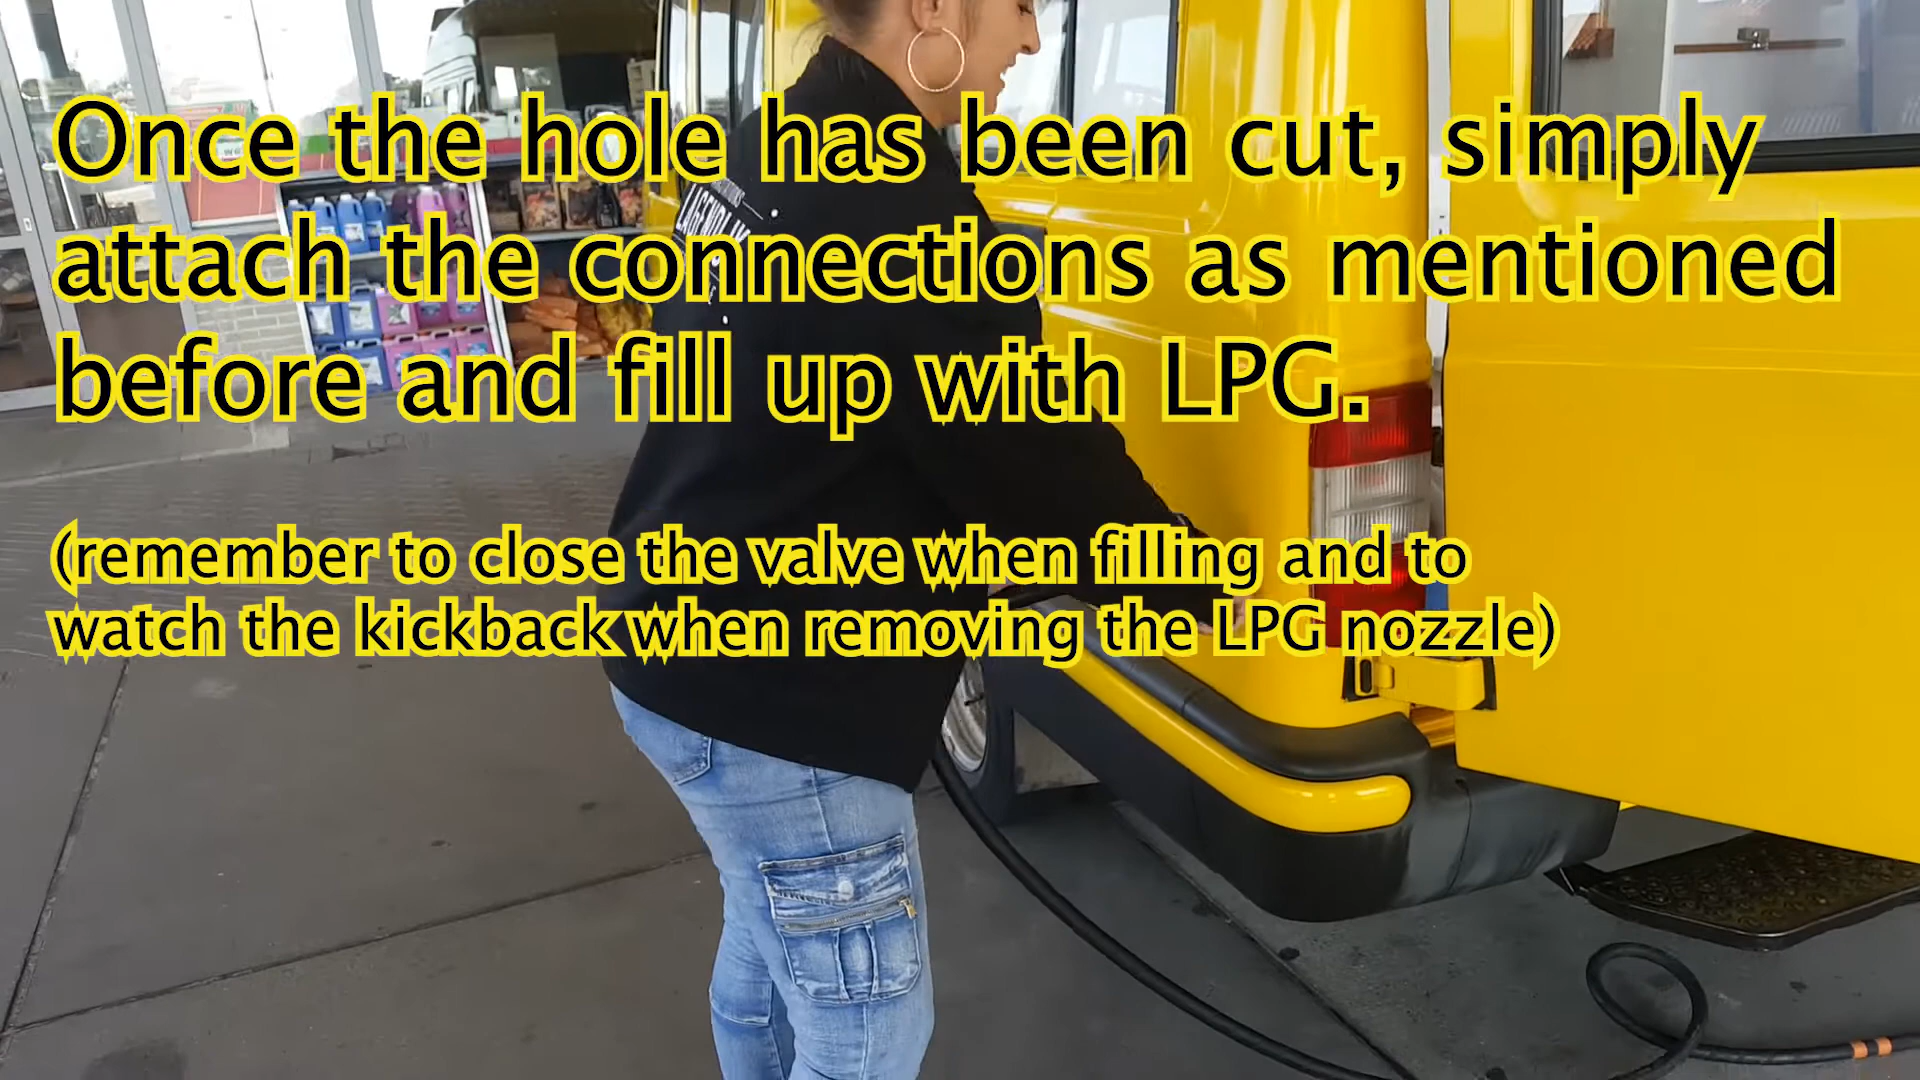 Once the hole has been cut, simply
attach the connections as mentioned
before and fill up with LPG.
(remember to close the valve when filling and to
watch the kickback when removing the LPG nozzle)